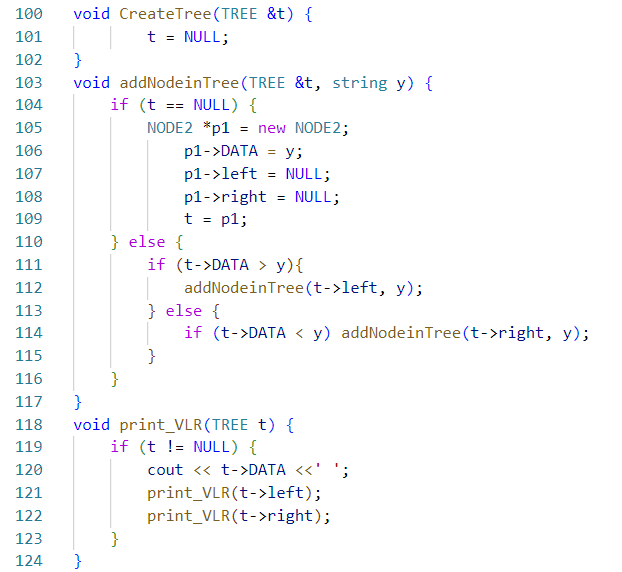 100 void CreateTree(TREE &t) {
101         t = NULL;
102 }
103 void addNodeinTree(TREE &t, string y) {
104     if (t == NULL) {
105         NODE2 *p1 = new NODE2;
106             p1->DATA = y;
107             p1->left = NULL;
108             p1->right = NULL;
109             t = p1;
110     } else {
111         if (t->DATA > y){
112             addNodeinTree(t->left, y);
113         } else {
114             if (t->DATA < y) addNodeinTree(t->right, y);
115         }
116     }
117 }
118 void print_VLR(TREE t) {
119     if (t != NULL) {
120         cout << t->DATA <<' ';
121         print_VLR(t->left);
122         print_VLR(t->right);
123     }
124 }